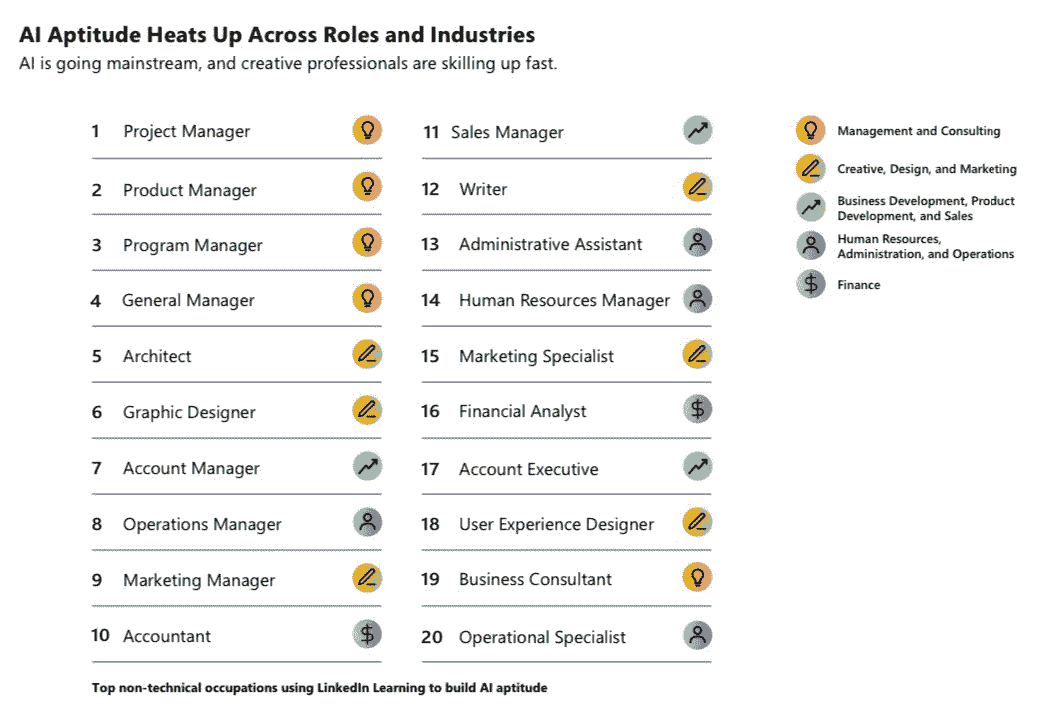 AI Aptitude Heats Up Across Roles and Industries
AI is going mainstream, and creative professionals are skilling up fast.
1 Project Manager
2 Product Manager
3 Program Manager
4 General Manager
5 Architect
6 Graphic Designer
7 Account Manager
8 Operations Manager
9 Marketing Manager
10 Accountant
11 Sales Manager
12 Writer
13 Administrative Assistant
14 Human Resources Manager
15 Marketing Specialist
16 Financial Analyst
17 Account Executive
18 User Experience Designer
19 Business Consultant
20 Operational Specialist
Management and Consulting
Creative, Design, and Marketing
Business Development, Product
Development, and Sales
Human Resources,
Administration, and Operations
Finance
Top non-technical occupations using LinkedIn Learning to build AI aptitude